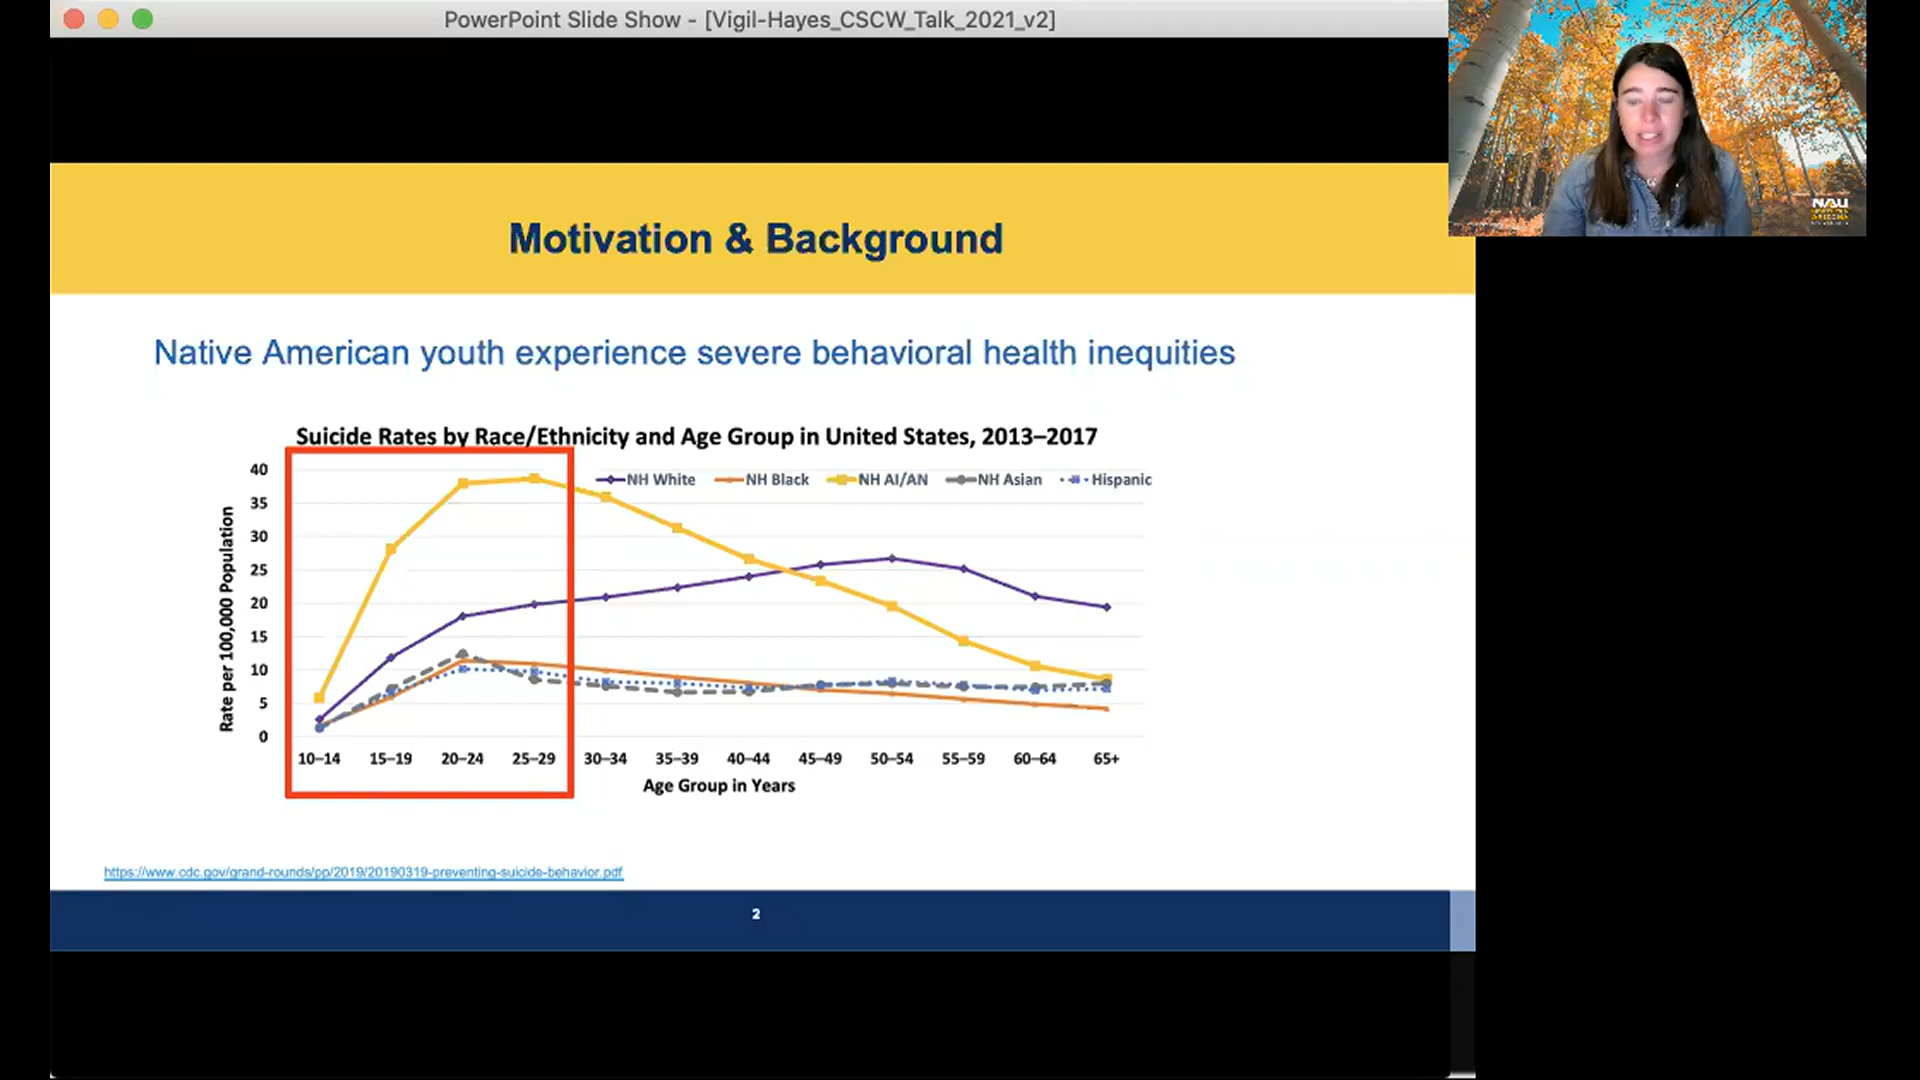 PowerPoint Slide Show - [Vigil-Hayes_CSCW_Talk_2021_v2]
NAU
Motivation & Background
Native American youth experience severe behavioral health inequities
Suicide Rates by Race/Ethnicity and Age Group in United States, 2013–2017
NH White NH Black NH AI/AN NH Asian Hispanic
Rate per 100,000 Population
40
35
30
25
20
15
10
5
0
10–14 15–19 20–24 25–29 30–34 35–39 40–44 45–49 50–54 55–59 60–64 65+
Age Group in Years
https://www.cdc.gov/grand-rounds/pp/2019/20190319-preventing-suicide-behavior.pdf
2